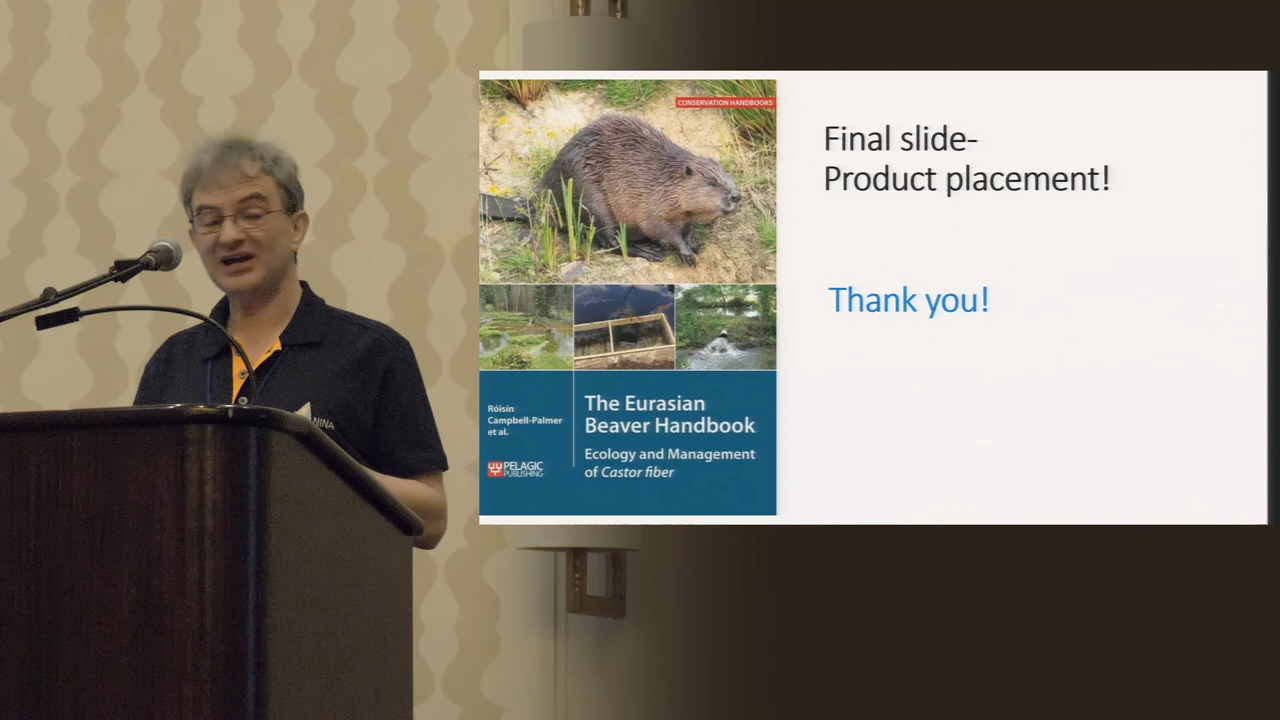 NINA
CONSERVATION HANDBOOKS
Róisín
Campbell-Palmer
et al.
PELAGIC
PUBLISHING
The Eurasian
Beaver Handbook
Ecology and Management
of Castor fiber
Final slide-
Product placement!
Thank you!